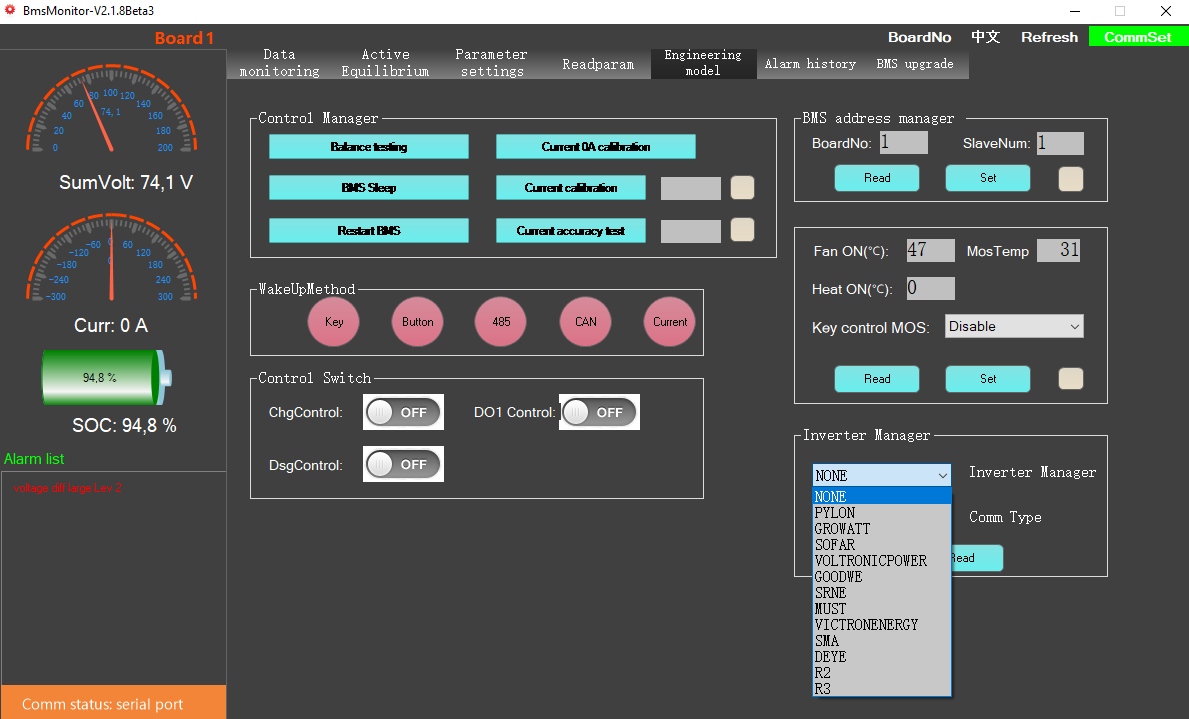 BmsMonitor-V2.1.8Beta3
Board 1
BoardNo 中文 Refresh CommSet
Data monitoring
Active Equilibrium
Parameter settings
Readparam
Engineering model
Alarm history
BMS upgrade
0 20 40 60 80 100 120 140 160 180 200
74,1
SumVolt: 74,1 V
-300 -240 -180 -120 -60 0 60 120 180 240 300
0
Curr: 0 A
94,8 %
SOC: 94,8 %
Alarm list
Voltage diff large Lev 2
Comm status: serial port
Control Manager
Balance testing
Current 0A calibration
BMS Sleep
Current calibration
Restart BMS
Current accuracy test
WakeUpMethod
Key
Button
485
CAN
Current
Control Switch
ChgControl: OFF
DO1 Control: OFF
DsgControl: OFF
BMS address manager
BoardNo: 1
SlaveNum: 1
Read
Set
Fan ON(℃): 47
MosTemp 31
Heat ON(℃): 0
Key control MOS: Disable
Read
Set
Inverter Manager
NONE
Inverter Manager
Comm Type
Read
NONE
PYLON
GROWATT
SOFAR
VOLTRONICPOWER
GOODWE
SRNE
MUST
VICTRONENERGY
SMA
DEYE
R2
R3